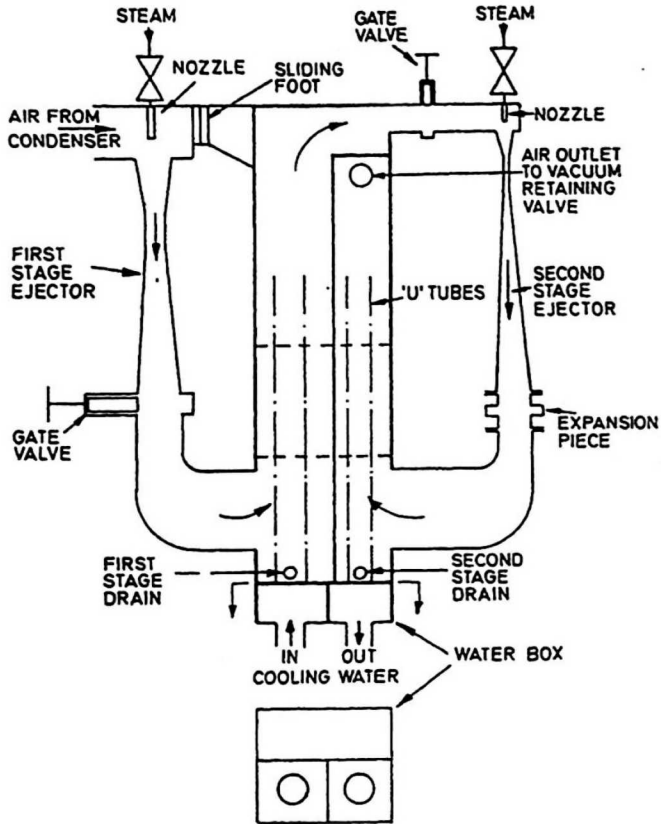 STEAM
NOZZLE
SLIDING
FOOT
GATE
VALVE
STEAM
AIR FROM
CONDENSER
NOZZLE
AIR OUTLET
TO VACUUM
RETAINING
VALVE
FIRST
STAGE
EJECTOR
'U' TUBES
SECOND
STAGE
EJECTOR
GATE
VALVE
EXPANSION
PIECE
FIRST
STAGE
DRAIN
SECOND
STAGE
DRAIN
IN OUT
COOLING WATER
WATER BOX